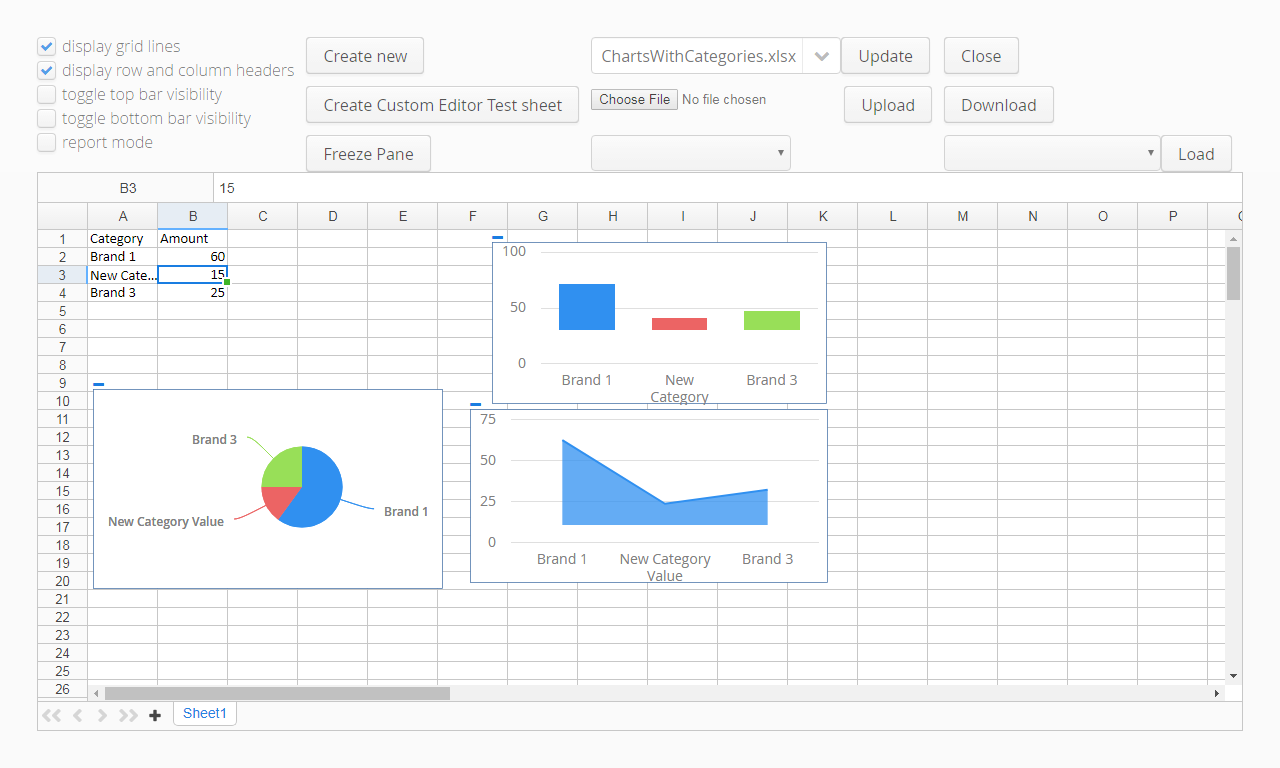 display grid lines
display row and column headers
toggle top bar visibility
toggle bottom bar visibility
report mode
Create new
ChartsWithCategories.xlsx
Update
Close
Create Custom Editor Test sheet
Choose File No file chosen
Upload
Download
Freeze Pane
Load
B3 15
A B C D E F G H I J K L M N O P
1 Category Amount
2 Brand 1 60
3 New Cate... 15
4 Brand 3 25
5
6
7
8
9
10
11
12
13
14
15
16
17
18
19
20
21
22
23
24
25
26
100
50
0
Brand 1 New Category Brand 3
Brand 3
New Category Value
Brand 1
75
50
25
0
Brand 1 New Category Value Brand 3
Sheet1